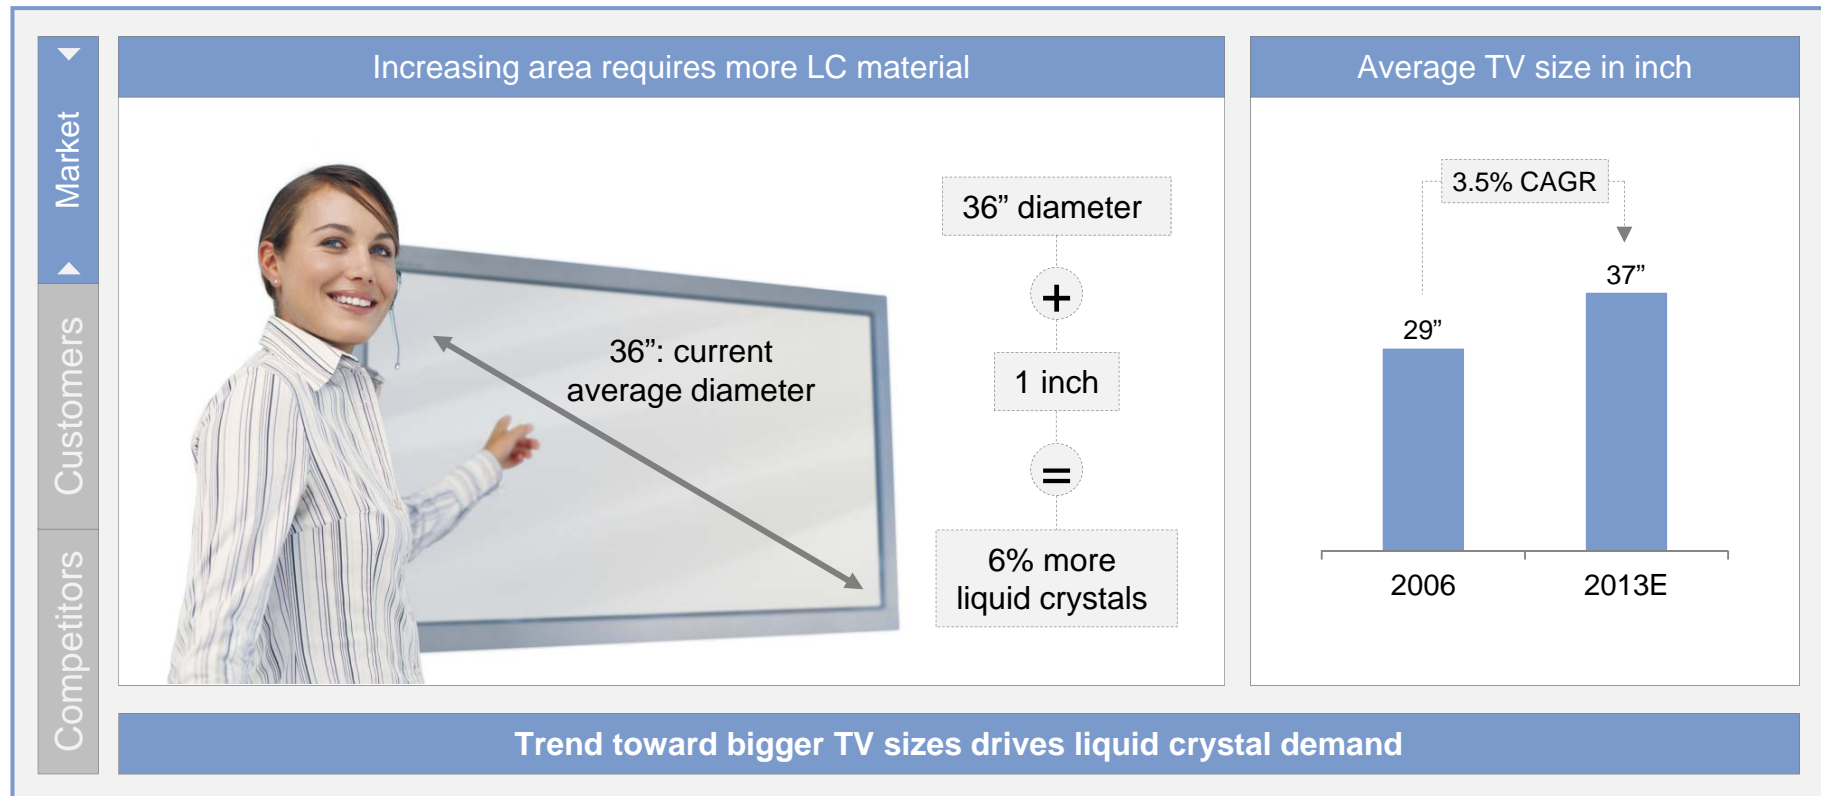 Market
Customers
Competitors
Increasing area requires more LC material
36”: current
average diameter
36” diameter
+
1 inch
=
6% more
liquid crystals
Average TV size in inch
3.5% CAGR
29”
37”
2006
2013E
Trend toward bigger TV sizes drives liquid crystal demand